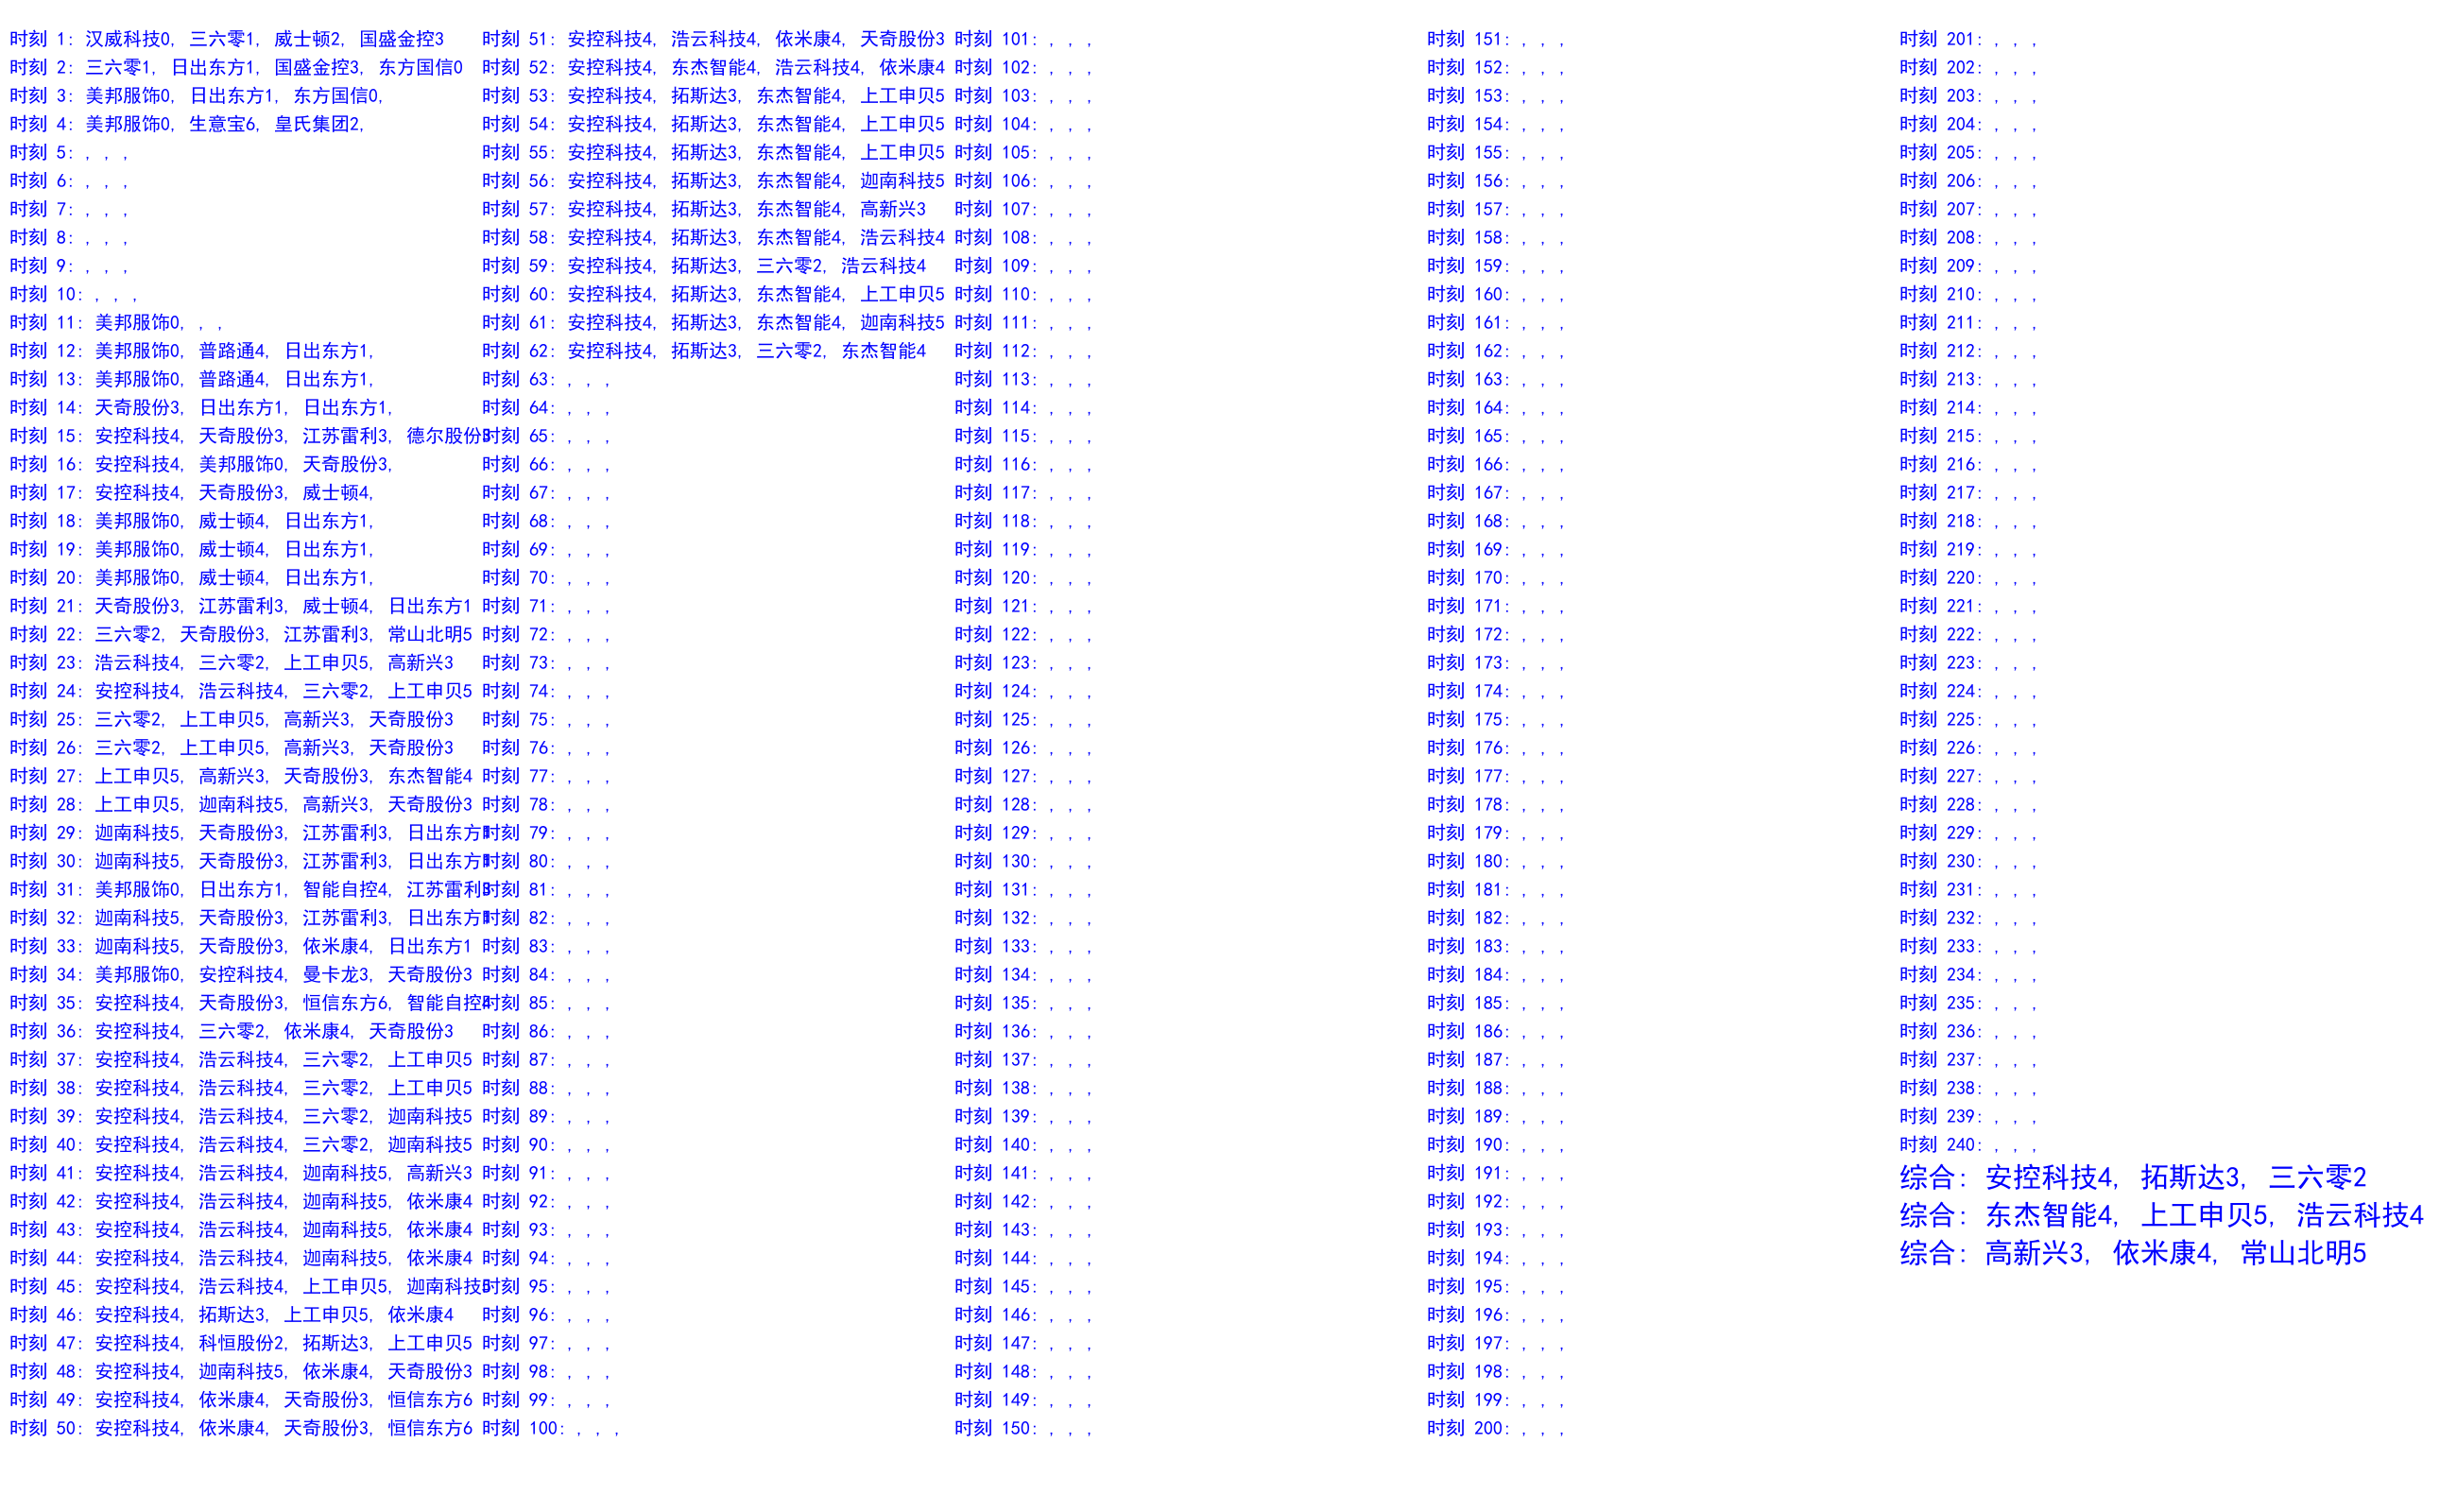 时刻 1: 汉威科技0, 三六零1, 威士顿2, 国盛金控3
时刻 2: 三六零1, 日出东方1, 国盛金控3, 东方国信0
时刻 3: 美邦服饰0, 日出东方1, 东方国信0,
时刻 4: 美邦服饰0, 生意宝6, 皇氏集团2,
时刻 5: , , ,
时刻 6: , , ,
时刻 7: , , ,
时刻 8: , , ,
时刻 9: , , ,
时刻 10: , , ,
时刻 11: 美邦服饰0, , ,
时刻 12: 美邦服饰0, 普路通4, 日出东方1,
时刻 13: 美邦服饰0, 普路通4, 日出东方1,
时刻 14: 天奇股份3, 日出东方1, 日出东方1,
时刻 15: 安控科技4, 天奇股份3, 江苏雷利3, 德尔股份3
时刻 16: 安控科技4, 美邦服饰0, 天奇股份3,
时刻 17: 安控科技4, 天奇股份3, 威士顿4,
时刻 18: 美邦服饰0, 威士顿4, 日出东方1,
时刻 19: 美邦服饰0, 威士顿4, 日出东方1,
时刻 20: 美邦服饰0, 威士顿4, 日出东方1,
时刻 21: 天奇股份3, 江苏雷利3, 威士顿4, 日出东方1
时刻 22: 三六零2, 天奇股份3, 江苏雷利3, 常山北明5
时刻 23: 浩云科技4, 三六零2, 上工申贝5, 高新兴3
时刻 24: 安控科技4, 浩云科技4, 三六零2, 上工申贝5
时刻 25: 三六零2, 上工申贝5, 高新兴3, 天奇股份3
时刻 26: 三六零2, 上工申贝5, 高新兴3, 天奇股份3
时刻 27: 上工申贝5, 高新兴3, 天奇股份3, 东杰智能4
时刻 28: 上工申贝5, 迦南科技5, 高新兴3, 天奇股份3
时刻 29: 迦南科技5, 天奇股份3, 江苏雷利3, 日出东方1
时刻 30: 迦南科技5, 天奇股份3, 江苏雷利3, 日出东方1
时刻 31: 美邦服饰0, 日出东方1, 智能自控4, 江苏雷利3
时刻 32: 迦南科技5, 天奇股份3, 江苏雷利3, 日出东方1
时刻 33: 迦南科技5, 天奇股份3, 依米康4, 日出东方1
时刻 34: 美邦服饰0, 安控科技4, 曼卡龙3, 天奇股份3
时刻 35: 安控科技4, 天奇股份3, 恒信东方6, 智能自控4
时刻 36: 安控科技4, 三六零2, 依米康4, 天奇股份3
时刻 37: 安控科技4, 浩云科技4, 三六零2, 上工申贝5
时刻 38: 安控科技4, 浩云科技4, 三六零2, 上工申贝5
时刻 39: 安控科技4, 浩云科技4, 三六零2, 迦南科技5
时刻 40: 安控科技4, 浩云科技4, 三六零2, 迦南科技5
时刻 41: 安控科技4, 浩云科技4, 迦南科技5, 高新兴3
时刻 42: 安控科技4, 浩云科技4, 迦南科技5, 依米康4
时刻 43: 安控科技4, 浩云科技4, 迦南科技5, 依米康4
时刻 44: 安控科技4, 浩云科技4, 迦南科技5, 依米康4
时刻 45: 安控科技4, 浩云科技4, 上工申贝5, 迦南科技5
时刻 46: 安控科技4, 拓斯达3, 上工申贝5, 依米康4
时刻 47: 安控科技4, 科恒股份2, 拓斯达3, 上工申贝5
时刻 48: 安控科技4, 迦南科技5, 依米康4, 天奇股份3
时刻 49: 安控科技4, 依米康4, 天奇股份3, 恒信东方6
时刻 50: 安控科技4, 依米康4, 天奇股份3, 恒信东方6
时刻 51: 安控科技4, 浩云科技4, 依米康4, 天奇股份3
时刻 52: 安控科技4, 东杰智能4, 浩云科技4, 依米康4
时刻 53: 安控科技4, 拓斯达3, 东杰智能4, 上工申贝5
时刻 54: 安控科技4, 拓斯达3, 东杰智能4, 上工申贝5
时刻 55: 安控科技4, 拓斯达3, 东杰智能4, 上工申贝5
时刻 56: 安控科技4, 拓斯达3, 东杰智能4, 迦南科技5
时刻 57: 安控科技4, 拓斯达3, 东杰智能4, 高新兴3
时刻 58: 安控科技4, 拓斯达3, 东杰智能4, 浩云科技4
时刻 59: 安控科技4, 拓斯达3, 三六零2, 浩云科技4
时刻 60: 安控科技4, 拓斯达3, 东杰智能4, 上工申贝5
时刻 61: 安控科技4, 拓斯达3, 东杰智能4, 迦南科技5
时刻 62: 安控科技4, 拓斯达3, 三六零2, 东杰智能4
时刻 63: , , ,
时刻 64: , , ,
时刻 65: , , ,
时刻 66: , , ,
时刻 67: , , ,
时刻 68: , , ,
时刻 69: , , ,
时刻 70: , , ,
时刻 71: , , ,
时刻 72: , , ,
时刻 73: , , ,
时刻 74: , , ,
时刻 75: , , ,
时刻 76: , , ,
时刻 77: , , ,
时刻 78: , , ,
时刻 79: , , ,
时刻 80: , , ,
时刻 81: , , ,
时刻 82: , , ,
时刻 83: , , ,
时刻 84: , , ,
时刻 85: , , ,
时刻 86: , , ,
时刻 87: , , ,
时刻 88: , , ,
时刻 89: , , ,
时刻 90: , , ,
时刻 91: , , ,
时刻 92: , , ,
时刻 93: , , ,
时刻 94: , , ,
时刻 95: , , ,
时刻 96: , , ,
时刻 97: , , ,
时刻 98: , , ,
时刻 99: , , ,
时刻 100: , , ,
时刻 101: , , ,
时刻 102: , , ,
时刻 103: , , ,
时刻 104: , , ,
时刻 105: , , ,
时刻 106: , , ,
时刻 107: , , ,
时刻 108: , , ,
时刻 109: , , ,
时刻 110: , , ,
时刻 111: , , ,
时刻 112: , , ,
时刻 113: , , ,
时刻 114: , , ,
时刻 115: , , ,
时刻 116: , , ,
时刻 117: , , ,
时刻 118: , , ,
时刻 119: , , ,
时刻 120: , , ,
时刻 121: , , ,
时刻 122: , , ,
时刻 123: , , ,
时刻 124: , , ,
时刻 125: , , ,
时刻 126: , , ,
时刻 127: , , ,
时刻 128: , , ,
时刻 129: , , ,
时刻 130: , , ,
时刻 131: , , ,
时刻 132: , , ,
时刻 133: , , ,
时刻 134: , , ,
时刻 135: , , ,
时刻 136: , , ,
时刻 137: , , ,
时刻 138: , , ,
时刻 139: , , ,
时刻 140: , , ,
时刻 141: , , ,
时刻 142: , , ,
时刻 143: , , ,
时刻 144: , , ,
时刻 145: , , ,
时刻 146: , , ,
时刻 147: , , ,
时刻 148: , , ,
时刻 149: , , ,
时刻 150: , , ,
时刻 151: , , ,
时刻 152: , , ,
时刻 153: , , ,
时刻 154: , , ,
时刻 155: , , ,
时刻 156: , , ,
时刻 157: , , ,
时刻 158: , , ,
时刻 159: , , ,
时刻 160: , , ,
时刻 161: , , ,
时刻 162: , , ,
时刻 163: , , ,
时刻 164: , , ,
时刻 165: , , ,
时刻 166: , , ,
时刻 167: , , ,
时刻 168: , , ,
时刻 169: , , ,
时刻 170: , , ,
时刻 171: , , ,
时刻 172: , , ,
时刻 173: , , ,
时刻 174: , , ,
时刻 175: , , ,
时刻 176: , , ,
时刻 177: , , ,
时刻 178: , , ,
时刻 179: , , ,
时刻 180: , , ,
时刻 181: , , ,
时刻 182: , , ,
时刻 183: , , ,
时刻 184: , , ,
时刻 185: , , ,
时刻 186: , , ,
时刻 187: , , ,
时刻 188: , , ,
时刻 189: , , ,
时刻 190: , , ,
时刻 191: , , ,
时刻 192: , , ,
时刻 193: , , ,
时刻 194: , , ,
时刻 195: , , ,
时刻 196: , , ,
时刻 197: , , ,
时刻 198: , , ,
时刻 199: , , ,
时刻 200: , , ,
时刻 201: , , ,
时刻 202: , , ,
时刻 203: , , ,
时刻 204: , , ,
时刻 205: , , ,
时刻 206: , , ,
时刻 207: , , ,
时刻 208: , , ,
时刻 209: , , ,
时刻 210: , , ,
时刻 211: , , ,
时刻 212: , , ,
时刻 213: , , ,
时刻 214: , , ,
时刻 215: , , ,
时刻 216: , , ,
时刻 217: , , ,
时刻 218: , , ,
时刻 219: , , ,
时刻 220: , , ,
时刻 221: , , ,
时刻 222: , , ,
时刻 223: , , ,
时刻 224: , , ,
时刻 225: , , ,
时刻 226: , , ,
时刻 227: , , ,
时刻 228: , , ,
时刻 229: , , ,
时刻 230: , , ,
时刻 231: , , ,
时刻 232: , , ,
时刻 233: , , ,
时刻 234: , , ,
时刻 235: , , ,
时刻 236: , , ,
时刻 237: , , ,
时刻 238: , , ,
时刻 239: , , ,
时刻 240: , , ,
综合: 安控科技4, 拓斯达3, 三六零2
综合: 东杰智能4, 上工申贝5, 浩云科技4
综合: 高新兴3, 依米康4, 常山北明5